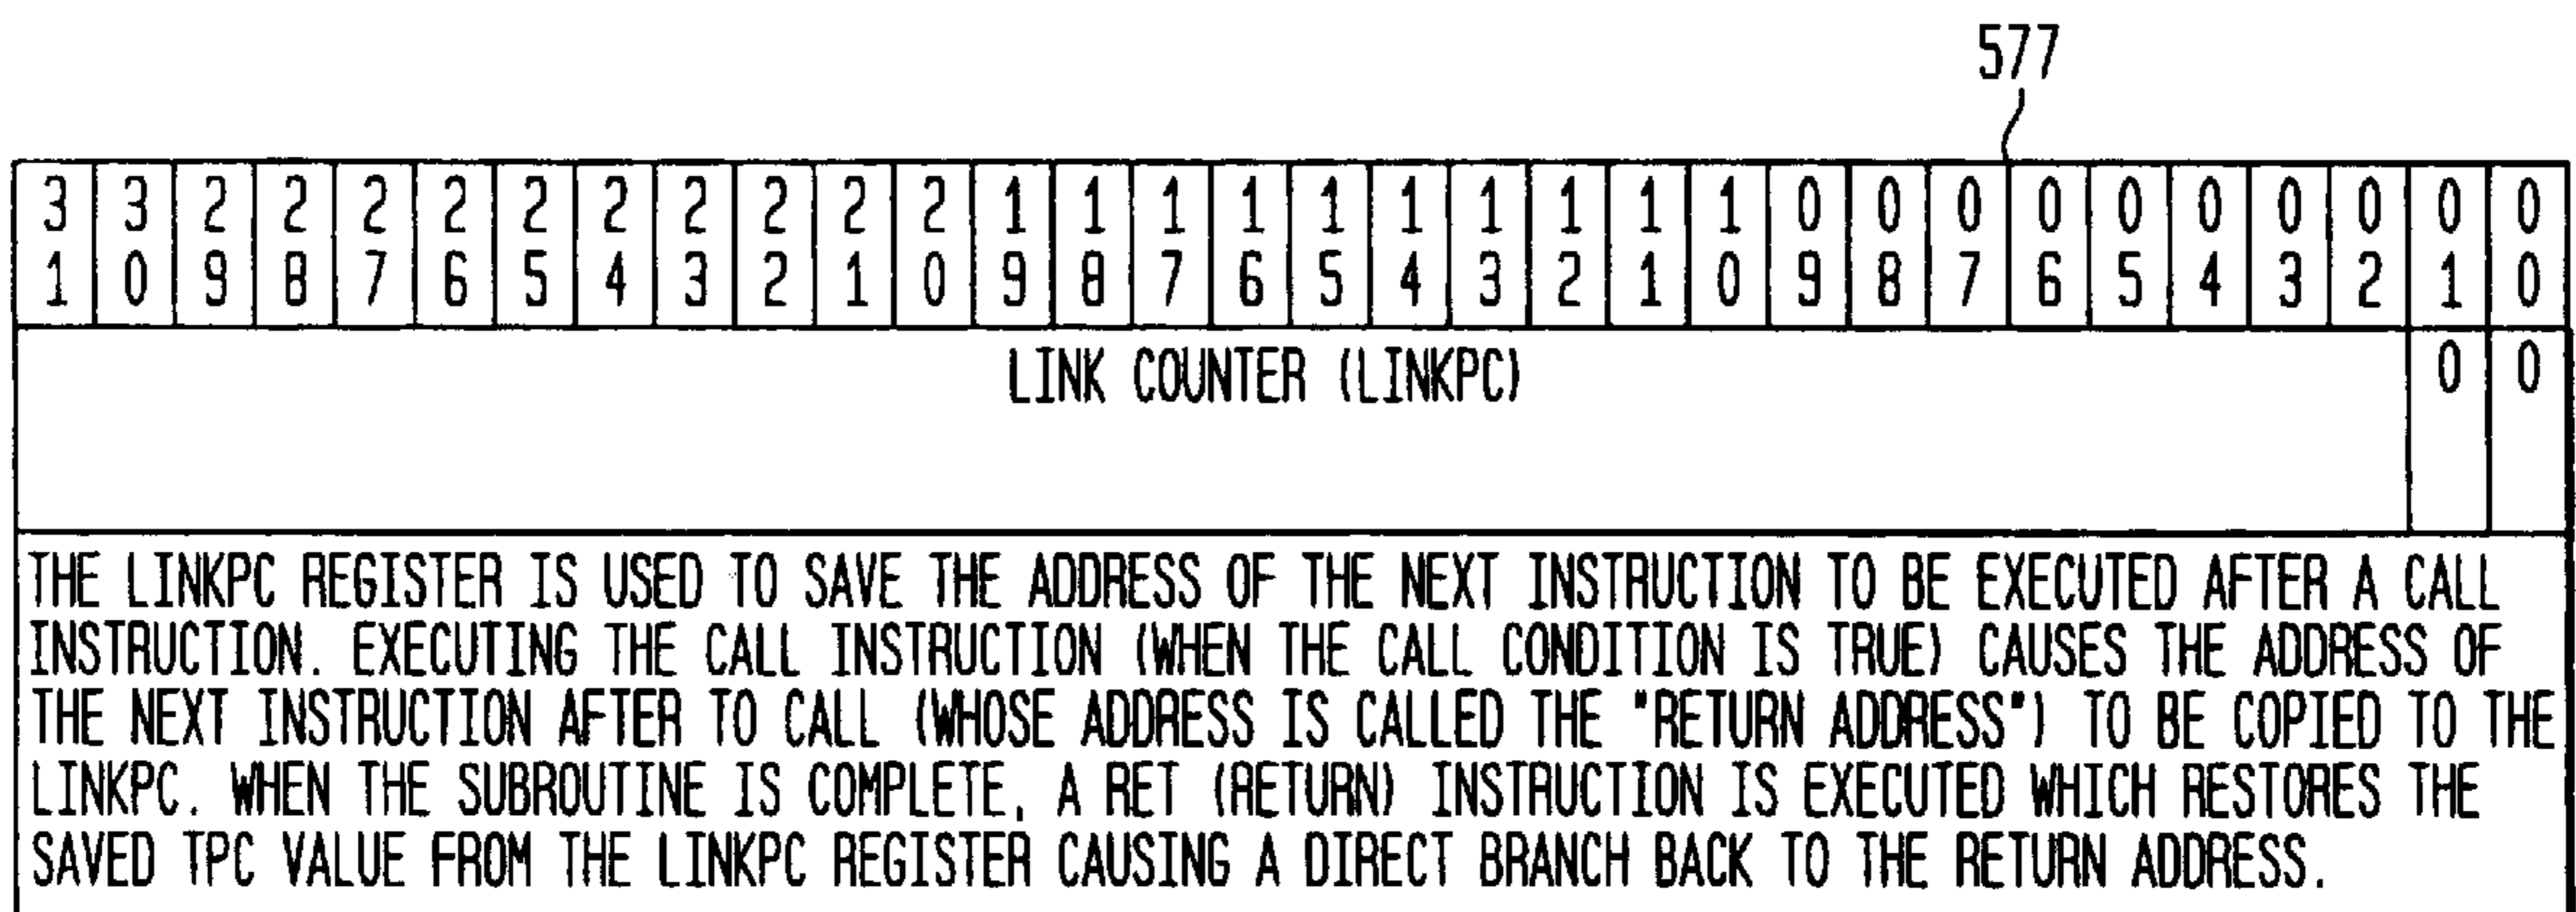 577
3 3 2 2 2 2 2 2 2 2 2 2 1 1 1 1 1 1 1 1 1 1 0 0 0 0 0 0 0 0 0 0
1 0 9 8 7 6 5 4 3 2 1 0 9 8 7 6 5 4 3 2 1 0 9 8 7 6 5 4 3 2 1 0
LINK COUNTER (LINKPC) 0 0
THE LINKPC REGISTER IS USED TO SAVE THE ADDRESS OF THE NEXT INSTRUCTION TO BE EXECUTED AFTER A CALL
INSTRUCTION. EXECUTING THE CALL INSTRUCTION (WHEN THE CALL CONDITION IS TRUE) CAUSES THE ADDRESS OF
THE NEXT INSTRUCTION AFTER TO CALL (WHOSE ADDRESS IS CALLED THE "RETURN ADDRESS") TO BE COPIED TO THE
LINKPC. WHEN THE SUBROUTINE IS COMPLETE, A RET (RETURN) INSTRUCTION IS EXECUTED WHICH RESTORES THE
SAVED TPC VALUE FROM THE LINKPC REGISTER CAUSING A DIRECT BRANCH BACK TO THE RETURN ADDRESS.